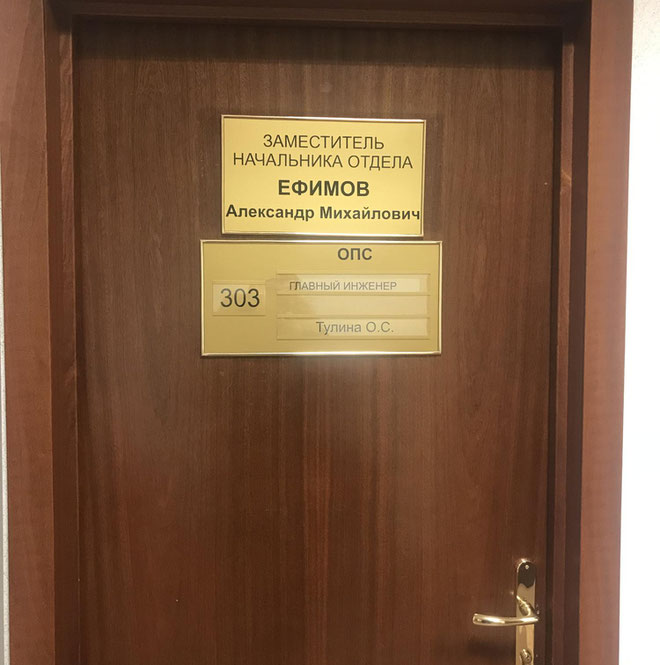 ЗАМЕСТИТЕЛЬ
НАЧАЛЬНИКА ОТДЕЛА
ЕФИМОВ
Александр Михайлович
ОПС
303
ГЛАВНЫЙ ИНЖЕНЕР
Тулина О.С.